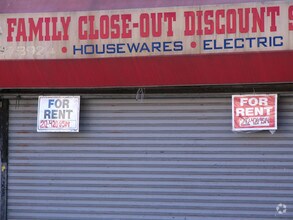 FAMILY CLOSE-OUT DISCOUNT S
• HOUSEWARES • ELECTRIC
FOR
RENT
FOR
RENT